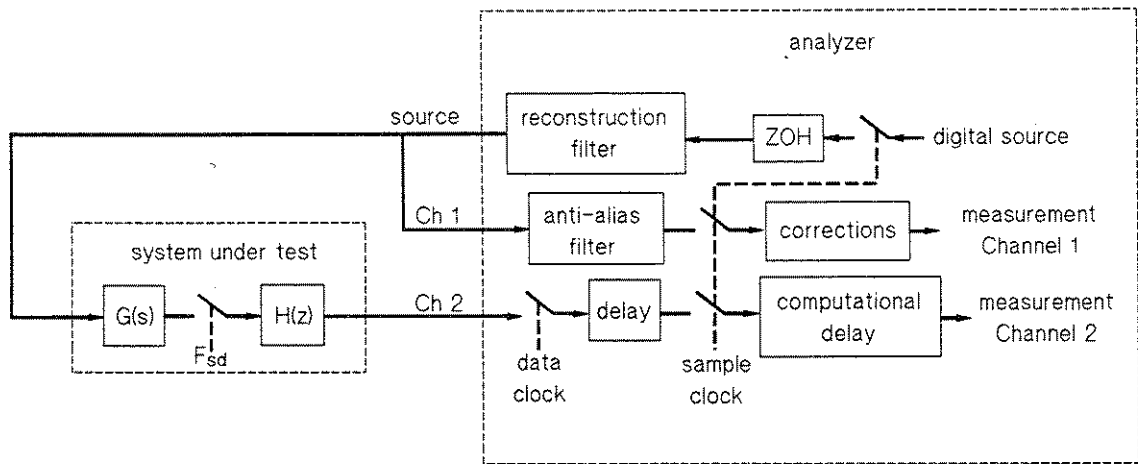 analyzer
source
reconstruction
filter
ZOH
digital source
Ch 1
anti-alias
filter
corrections
measurement
Channel 1
system under test
G(s)
H(z)
Fsd
Ch 2
delay
computational
delay
measurement
Channel 2
data
clock
sample
clock